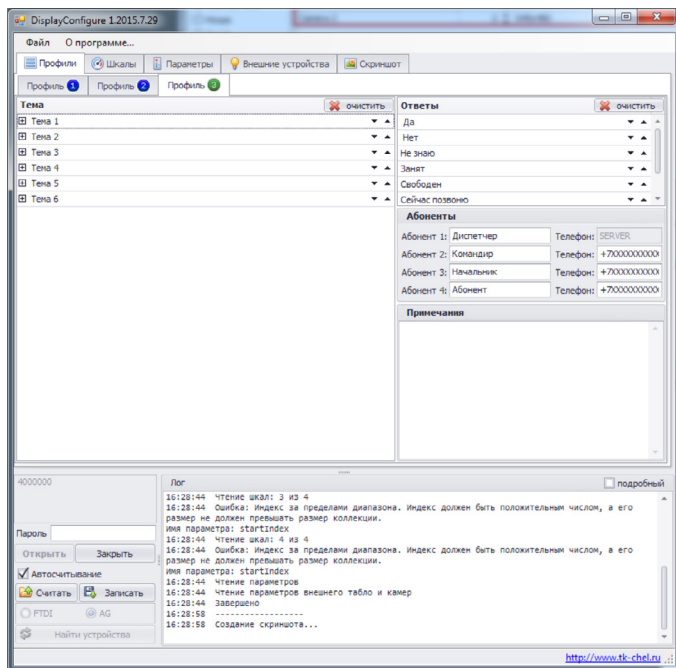 DisplayConfigure 1.2015.7.29
Файл О программе...
Профили Шкалы Параметры Внешние устройства Скриншот
Профиль 1 Профиль 2 Профиль 3
Тема очистить
Тема 1
Тема 2
Тема 3
Тема 4
Тема 5
Тема 6
Ответы очистить
Да
Нет
Не знаю
Занят
Свободен
Сейчас позвоню
Абоненты
Абонент 1: Диспетчер Телефон: SERVER
Абонент 2: Командир Телефон: +7XXXXXXXXXX
Абонент 3: Начальник Телефон: +7XXXXXXXXXX
Абонент 4: Абонент Телефон: +7XXXXXXXXXX
Примечания
4000000
Пароль
Открыть Закрыть
Автосчитывание
Считать Записать
FTDI AG
Найти устройства
Лог подробный
16:28:44 Чтение шкал: 3 из 4
16:28:44 Ошибка: Индекс за пределами диапазона. Индекс должен быть положительным числом, а его
размер не должен превышать размер коллекции.
Имя параметра: startIndex
16:28:44 Чтение шкал: 4 из 4
16:28:44 Ошибка: Индекс за пределами диапазона. Индекс должен быть положительным числом, а его
размер не должен превышать размер коллекции.
Имя параметра: startIndex
16:28:44 Чтение параметров
16:28:44 Чтение параметров внешнего табло и камер
16:28:44 Завершено
16:28:58 ------------------
16:28:58 Создание скриншота...
http://www.tk-chel.ru